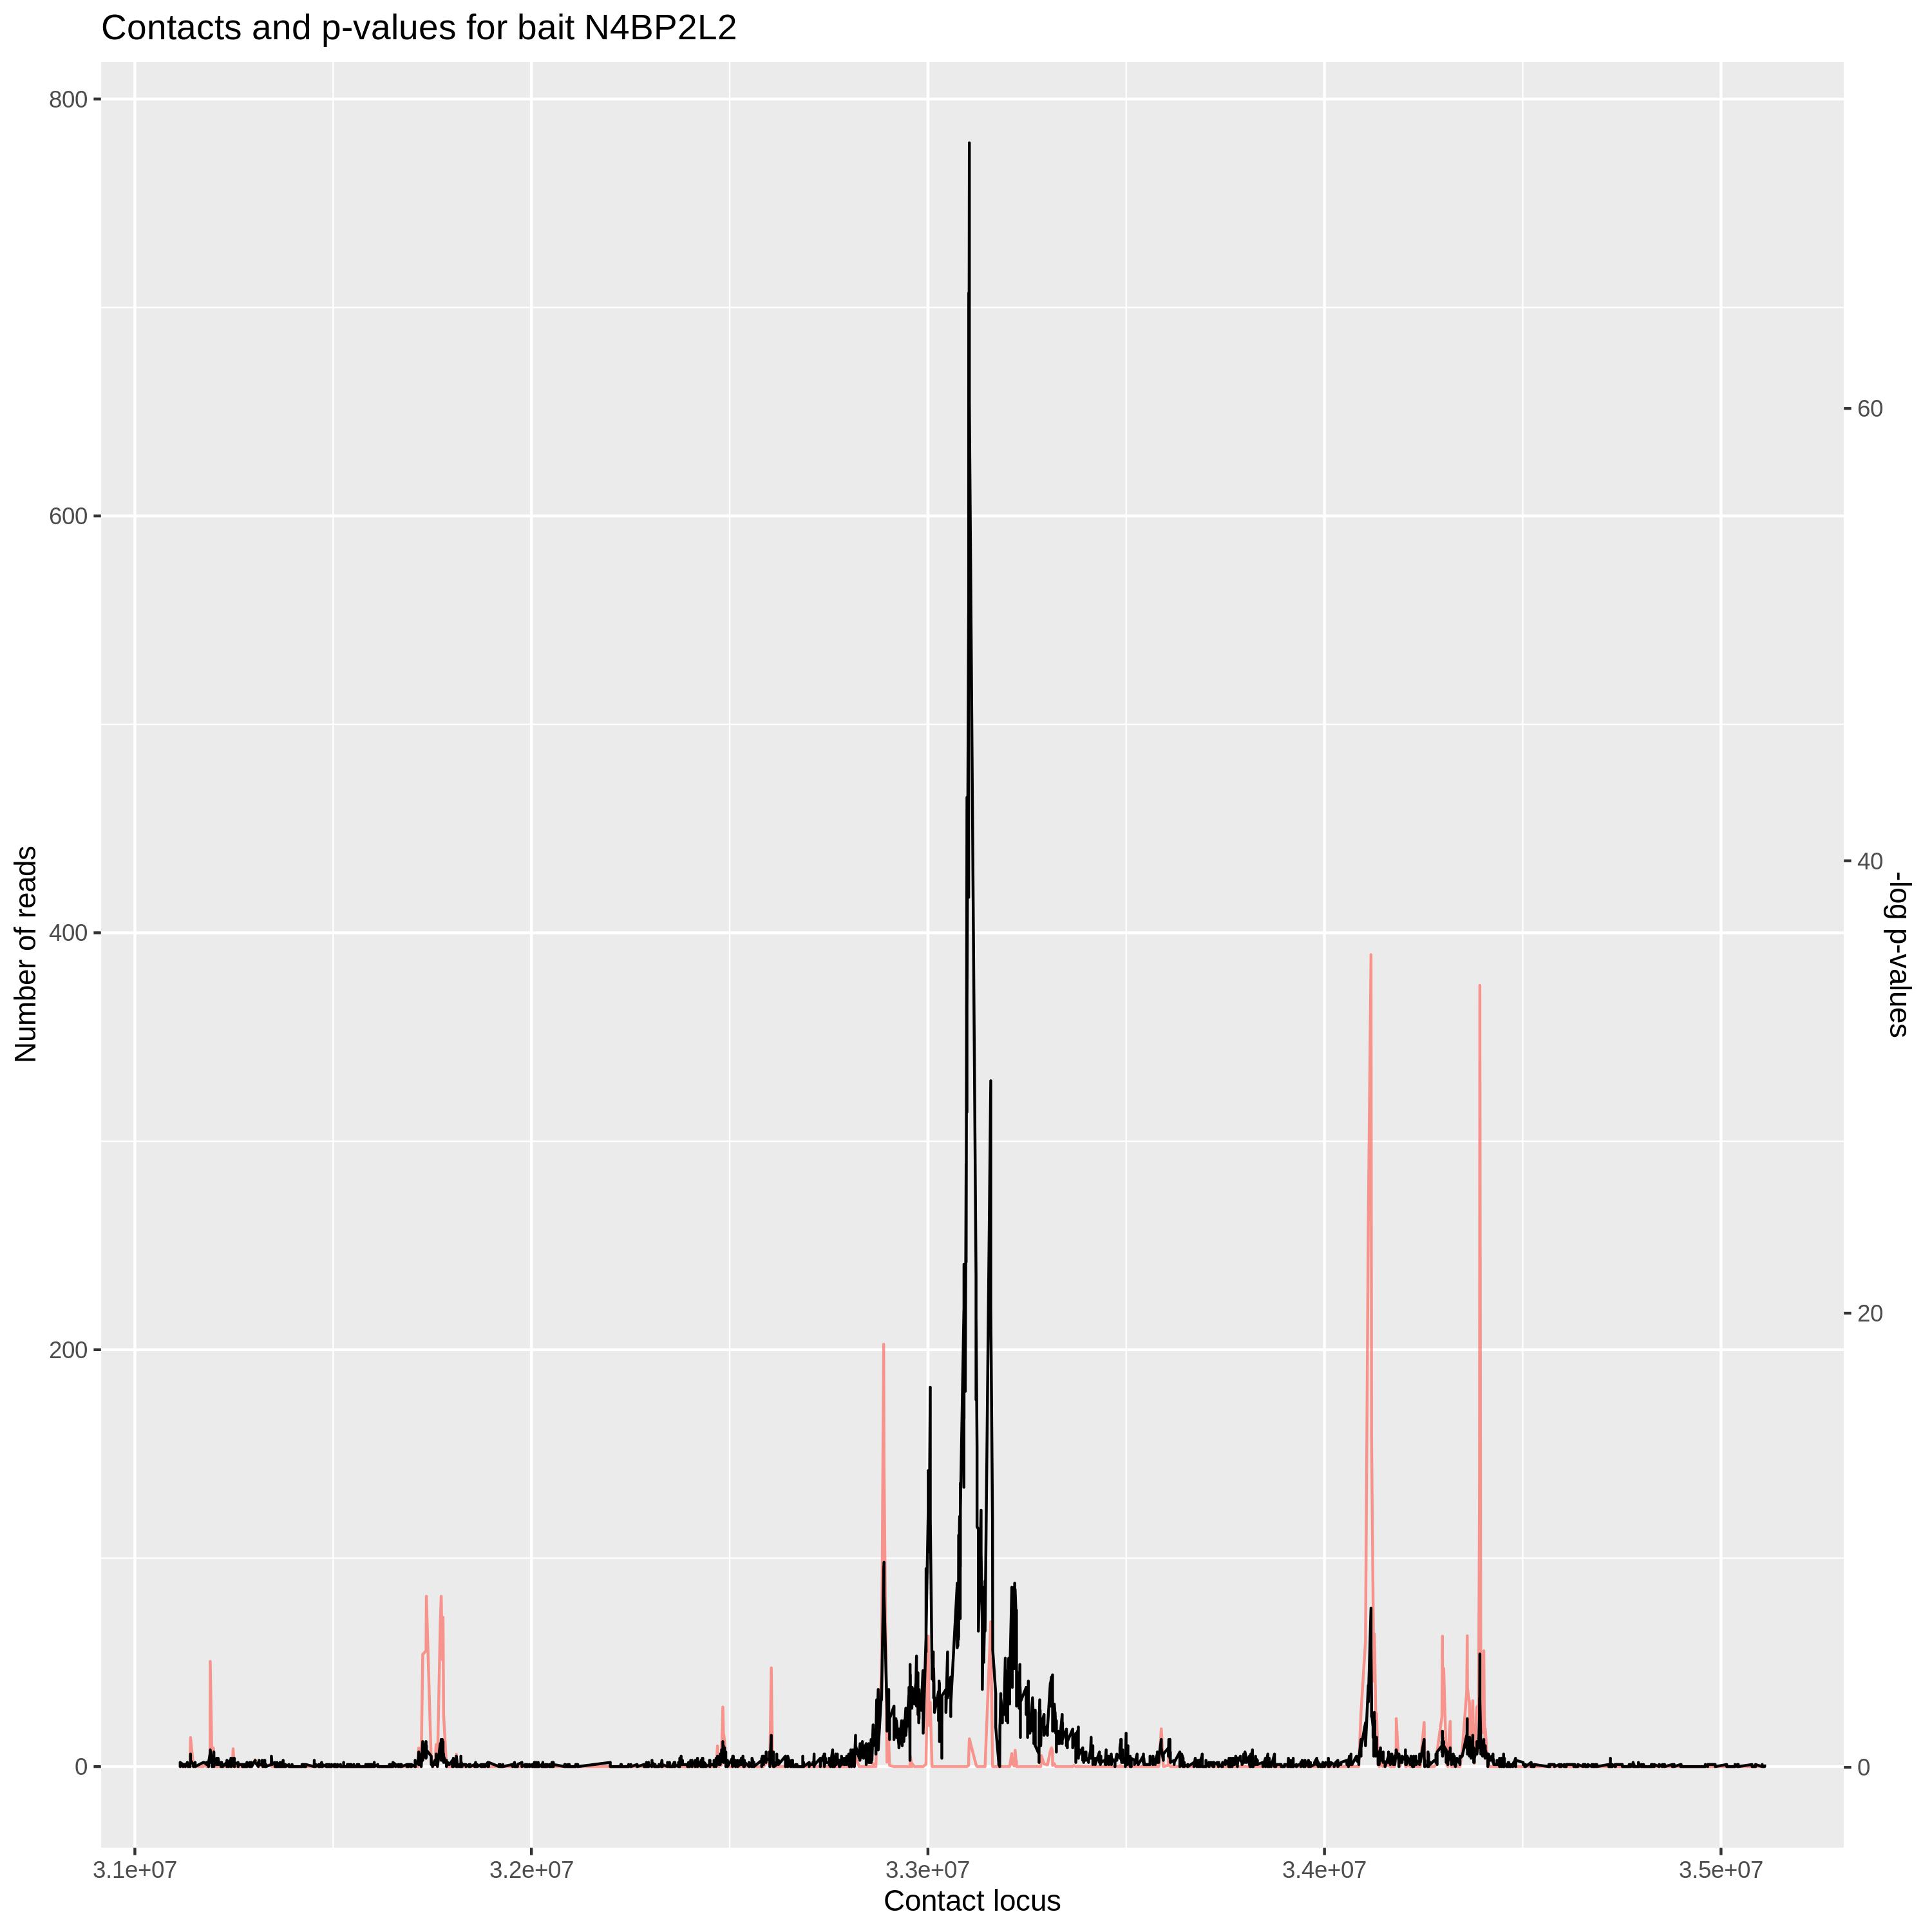 Contacts and p-values for bait N4BP2L2
800
600
400
200
0
60
40
20
0
Number of reads
-log p-values
3.1e+07
3.2e+07
3.3e+07
3.4e+07
3.5e+07
Contact locus